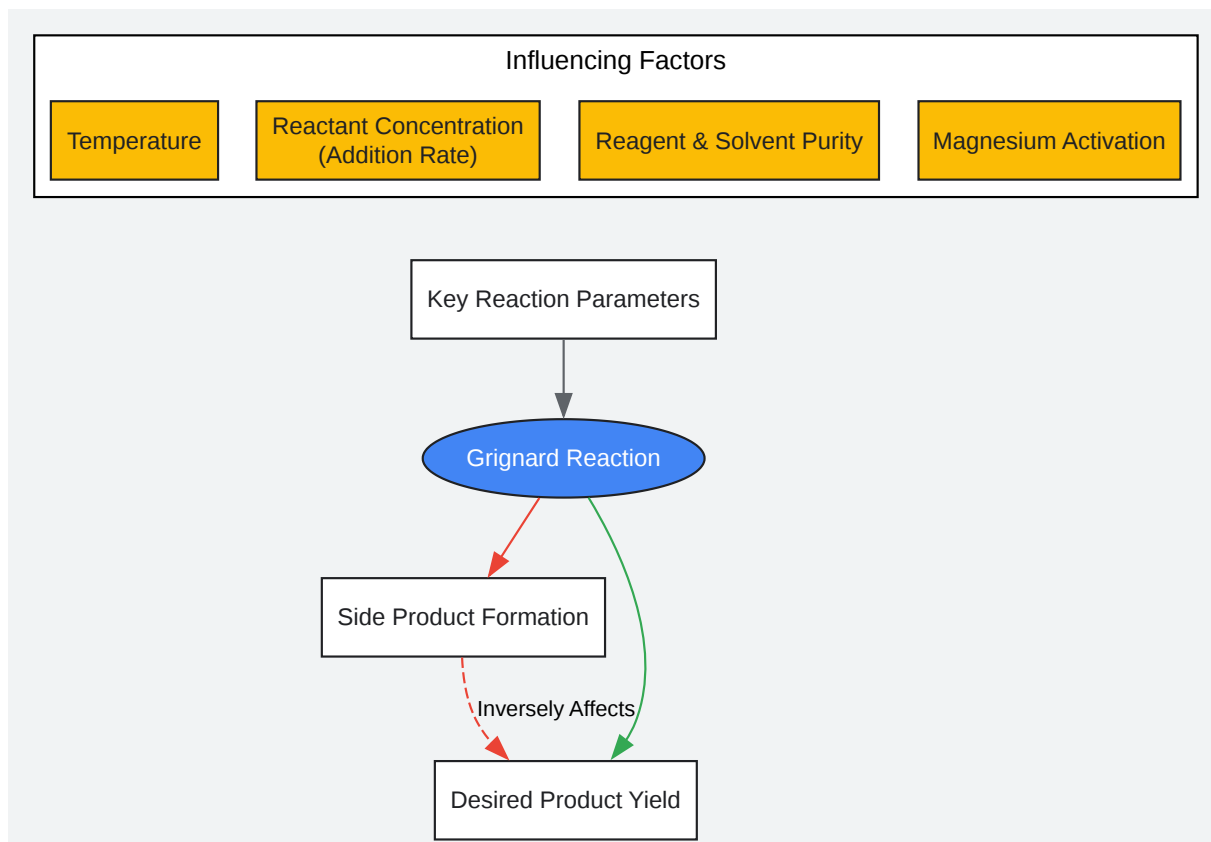 Influencing Factors
Temperature
Reactant Concentration
(Addition Rate)
Reagent & Solvent Purity
Magnesium Activation
Key Reaction Parameters
Grignard Reaction
Side Product Formation
Inversely Affects
Desired Product Yield